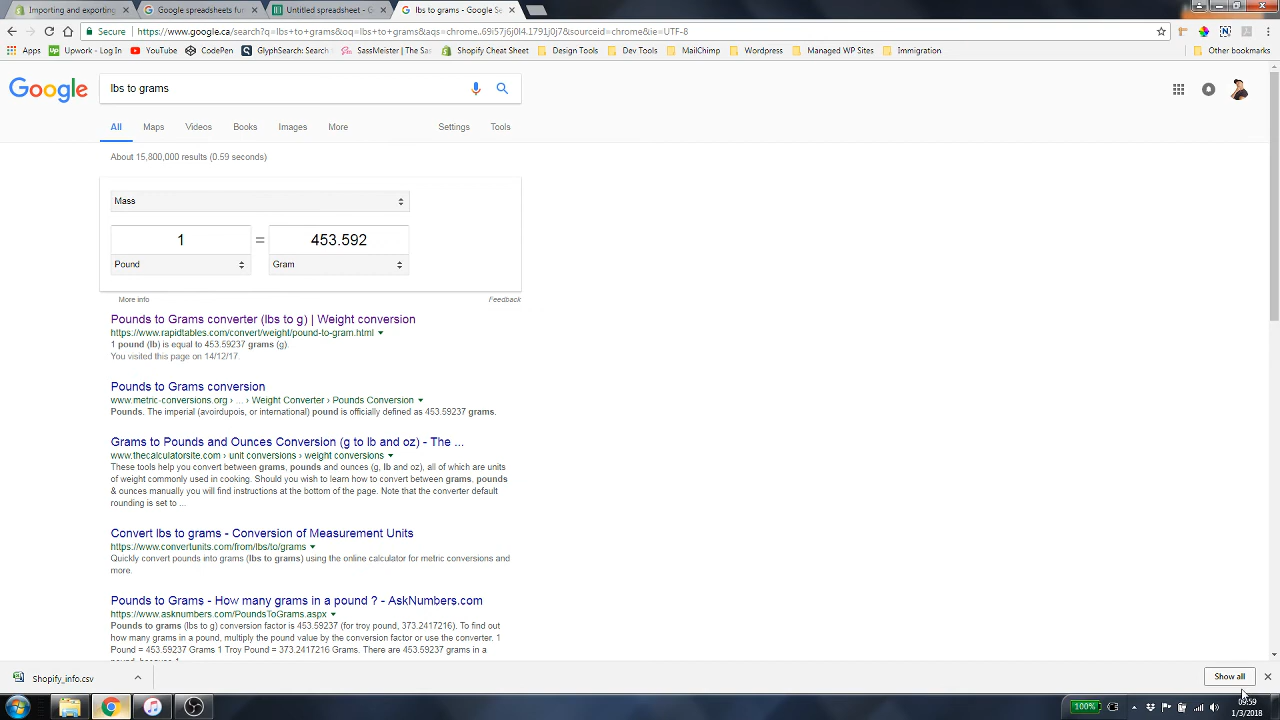 Importing and exporting
Google spreadsheets fun
Untitled spreadsheet - G
lbs to grams - Google Se
Secure
https://www.google.ca/search?q=lbs+to+grams&oq=lbs+to+grams&aqs=chrome..69i57j6j0l4.1791j0j7&sourceid=chrome&ie=UTF-8
Apps
Upwork - Log In
YouTube
CodePen
GlyphSearch: Search
SassMeister | The Sas
Shopify Cheat Sheet
Design Tools
Dev Tools
MailChimp
Wordpress
Managed WP Sites
Immigration
Other bookmarks
Google
lbs to grams
All Maps Videos Books Images More Settings Tools
About 15,800,000 results (0.59 seconds)
Mass
1 = 453.592
Pound Gram
More info Feedback
Pounds to Grams converter (lbs to g) | Weight conversion
https://www.rapidtables.com/convert/weight/pound-to-gram.html
1 pound (lb) is equal to 453.59237 grams (g).
You visited this page on 14/12/17.
Pounds to Grams conversion
www.metric-conversions.org › ... › Weight Converter › Pounds Conversion
Pounds. The imperial (avoirdupois, or international) pound is officially defined as 453.59237 grams.
Grams to Pounds and Ounces Conversion (g to lb and oz) - The ...
www.thecalculatorsite.com › unit conversions › weight conversions
These tools help you convert between grams, pounds and ounces (g, lb and oz), all of which are units
of weight commonly used in cooking. Should you wish to learn how to convert between grams, pounds
& ounces manually you will find instructions at the bottom of the page. Note that the converter default
rounding is set to ...
Convert lbs to grams - Conversion of Measurement Units
https://www.convertunits.com/from/lbs/to/grams
Quickly convert pounds into grams (lbs to grams) using the online calculator for metric conversions and
more.
Pounds to Grams - How many grams in a pound ? - AskNumbers.com
https://www.asknumbers.com/PoundsToGrams.aspx
Pounds to grams (lbs to g) conversion factor is 453.59237 (for troy pound, 373.2417216). To find out
how many grams in a pound, multiply the pound value by the conversion factor or use the converter. 1
Pound = 453.59237 Grams 1 Troy Pound = 373.2417216 Grams. There are 453.59237 grams in a
pound, because 1
Shopify_info.csv
Show all
100%
09:59
1/3/2018